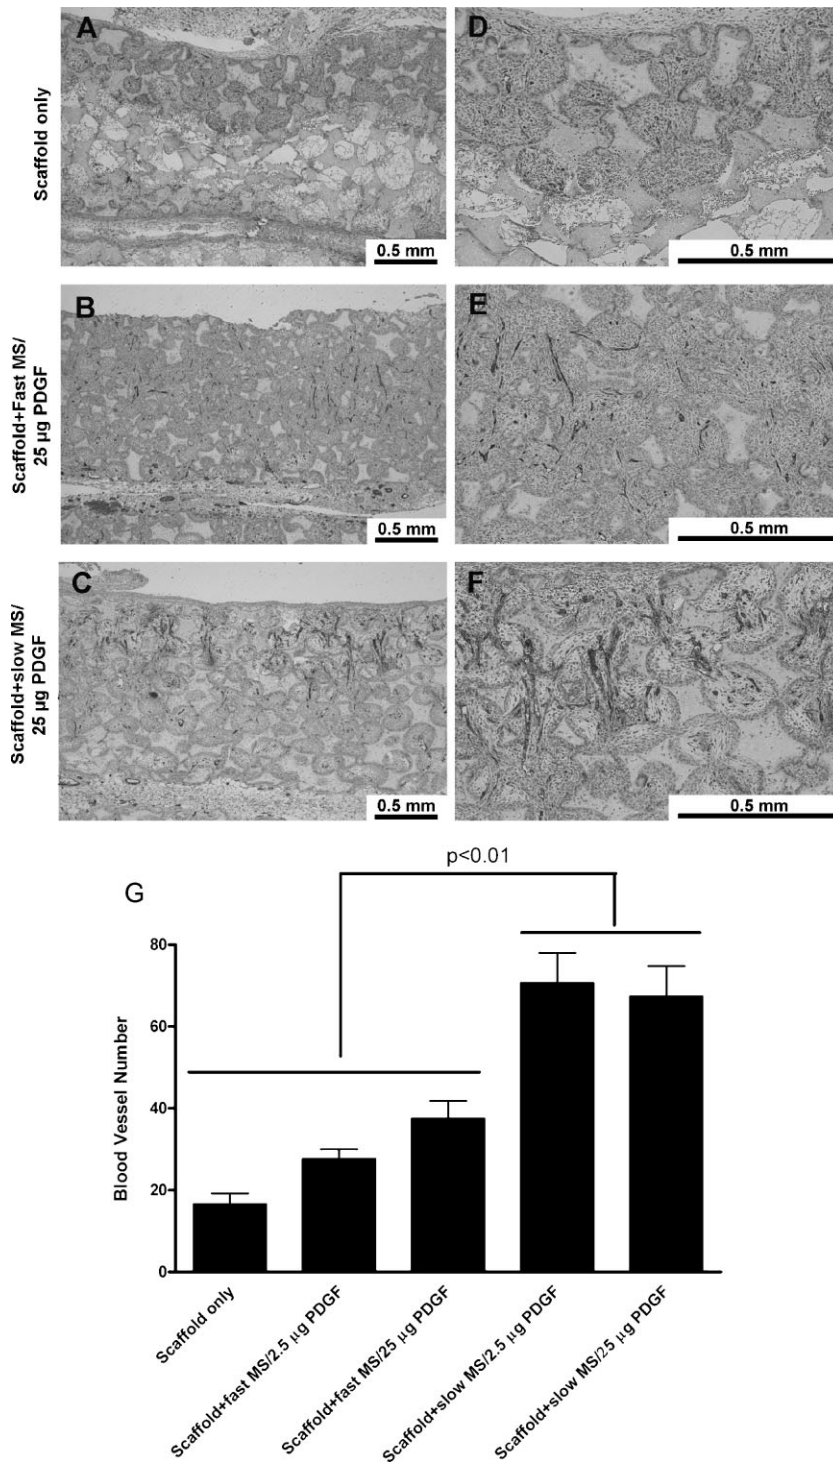 A
D
Scaffold only
0.5 mm
0.5 mm
B
E
Scaffold+Fast MS/
25 µg PDGF
0.5 mm
0.5 mm
C
F
Scaffold+slow MS/
25 µg PDGF
0.5 mm
0.5 mm
p<0.01
G
80
60
40
20
0
Blood Vessel Number
Scaffold only
Scaffold+fast MS/2.5 µg PDGF
Scaffold+fast MS/25 µg PDGF
Scaffold+slow MS/2.5 µg PDGF
Scaffold+slow MS/25 µg PDGF